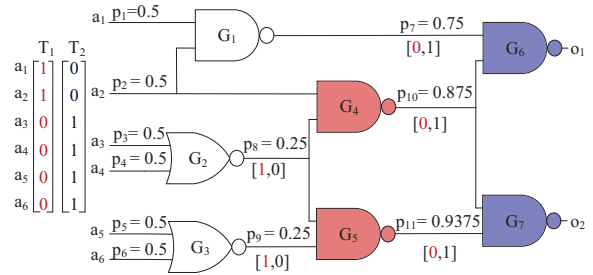 T₁ T₂
a₁ 1 0
a₂ 1 0
a₃ 0 1
a₄ 0 1
a₅ 0 1
a₆ 0 1
a₁ p₁=0.5
a₂ p₂ = 0.5
a₃ p₃= 0.5
a₄ p₄= 0.5
a₅ p₅= 0.5
a₆ p₆= 0.5
G₁
G₂
G₃
p₈= 0.25
[1,0]
p₉= 0.25
[1,0]
G₄
G₅
p₇ = 0.75
[0,1]
p₁₀= 0.875
[0,1]
p₁₁= 0.9375
[0,1]
G₆
G₇
o₁
o₂